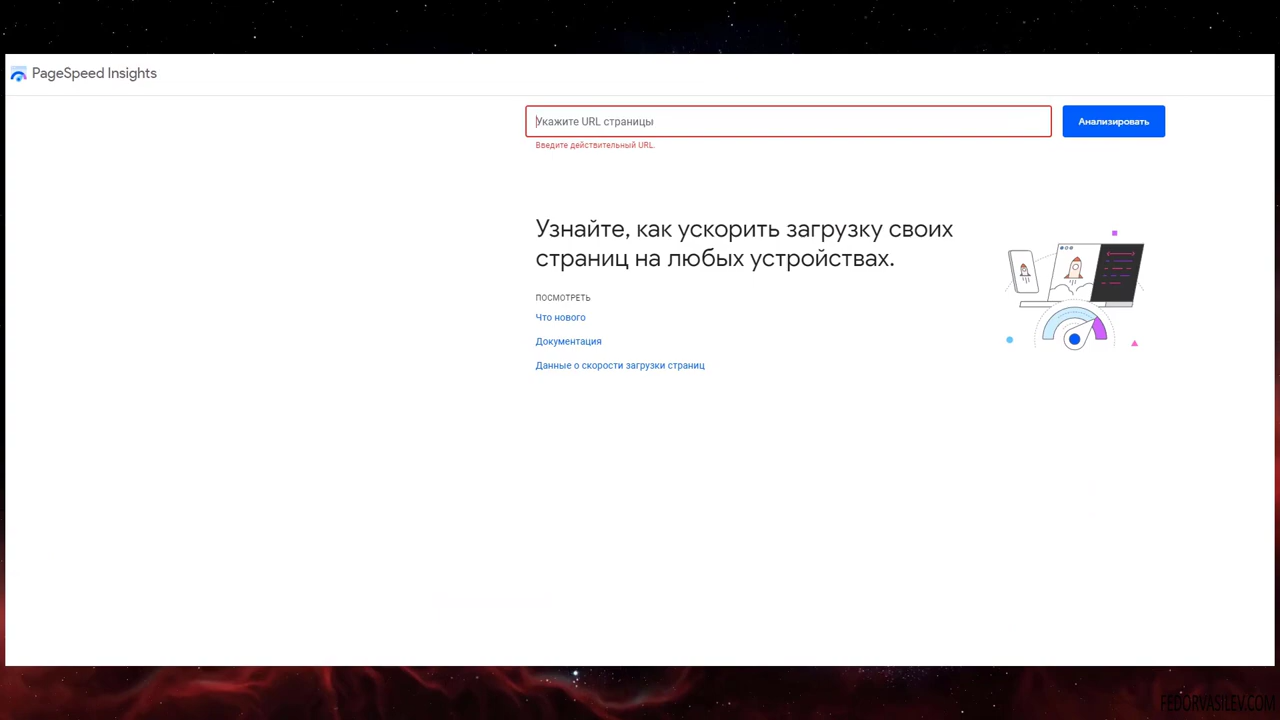 PageSpeed Insights
Укажите URL страницы
Анализировать
Введите действительный URL.
Узнайте, как ускорить загрузку своих
страниц на любых устройствах.
ПОСМОТРЕТЬ
Что нового
Документация
Данные о скорости загрузки страниц
FEDORVASILEV.COM